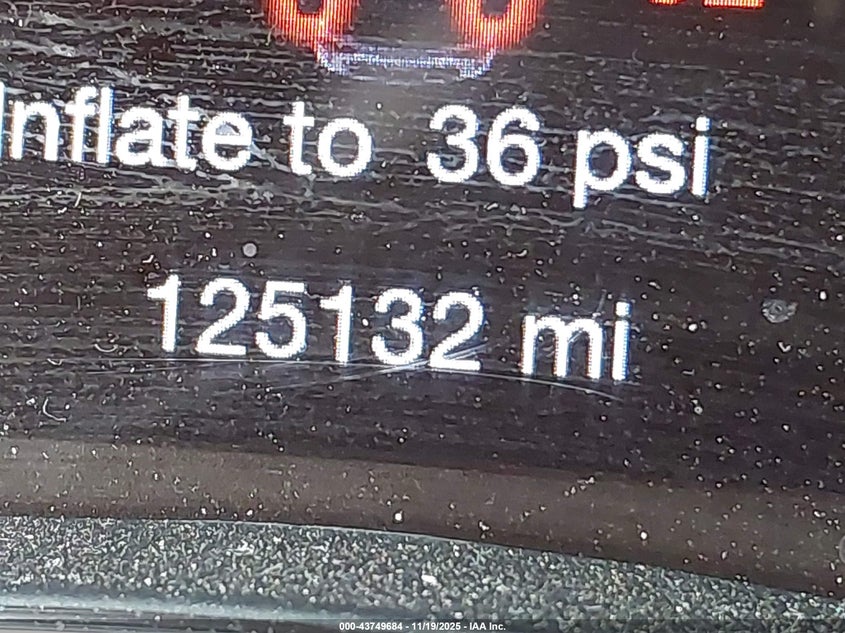 Inflate to 36 psi
125132 mi
000-43749684 - 11/19/2025 - IAA Inc.